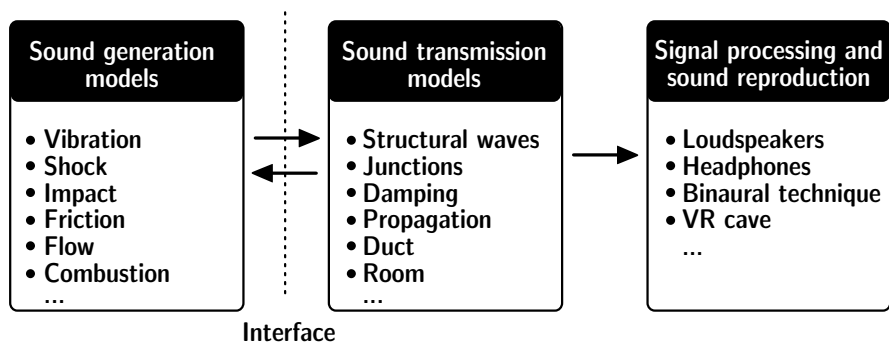 Sound generation
models
• Vibration
• Shock
• Impact
• Friction
• Flow
• Combustion
...
Interface
Sound transmission
models
• Structural waves
• Junctions
• Damping
• Propagation
• Duct
• Room
...
Signal processing and
sound reproduction
• Loudspeakers
• Headphones
• Binaural technique
• VR cave
...